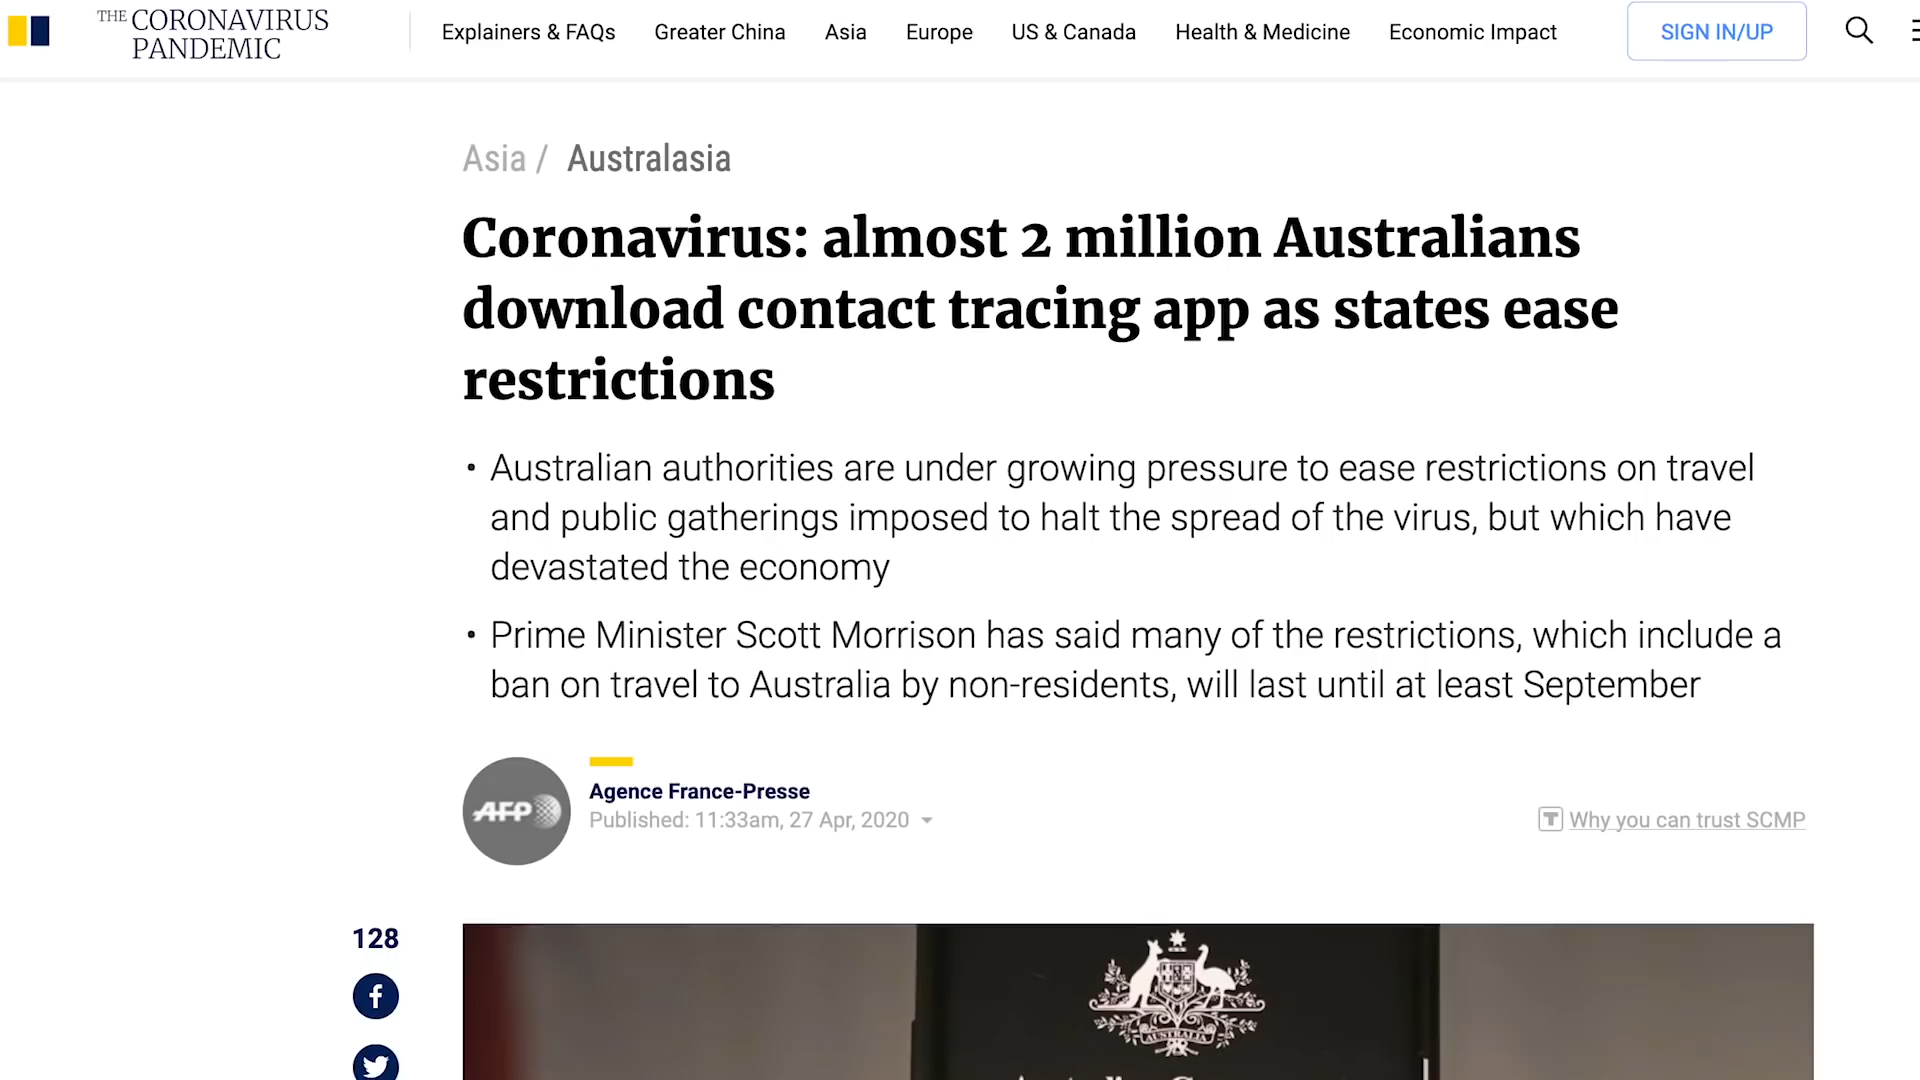 THE CORONAVIRUS
PANDEMIC
Explainers & FAQs
Greater China
Asia
Europe
US & Canada
Health & Medicine
Economic Impact
SIGN IN/UP
Asia / Australasia
Coronavirus: almost 2 million Australians
download contact tracing app as states ease
restrictions
• Australian authorities are under growing pressure to ease restrictions on travel
and public gatherings imposed to halt the spread of the virus, but which have
devastated the economy
• Prime Minister Scott Morrison has said many of the restrictions, which include a
ban on travel to Australia by non-residents, will last until at least September
AFP
Agence France-Presse
Published: 11:33am, 27 Apr, 2020
T Why you can trust SCMP
128
AUSTRALIA